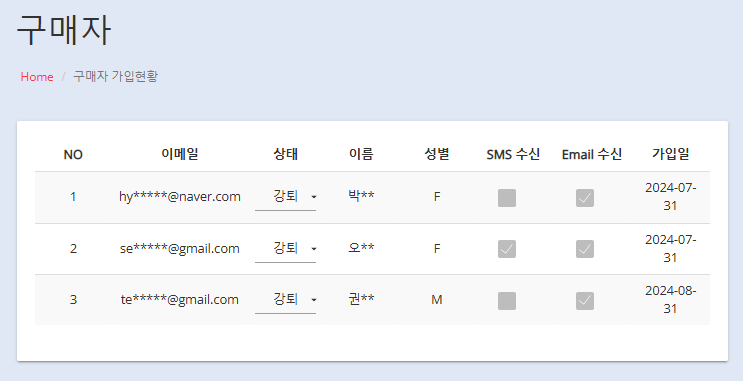 구매자
Home / 구매자 가입현황
NO 이메일 상태 이름 성별 SMS 수신 Email 수신 가입일
1 hy*****@naver.com 강퇴 박** F 2024-07-
31
2 se*****@gmail.com 강퇴 오** F 2024-07-
31
3 te*****@gmail.com 강퇴 권** M 2024-08-
31